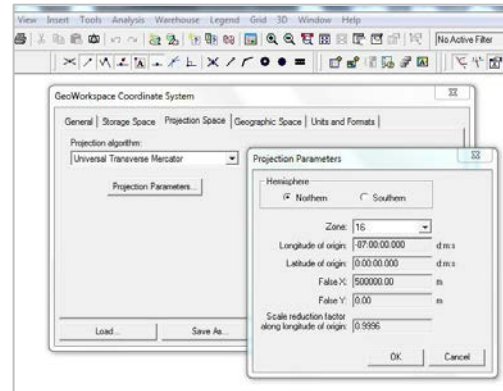 View Insert Tools Analysis Warehouse Legend Grid 3D Window Help
No Active Filter
GeoWorkspace Coordinate System
General Storage Space Projection Space Geographic Space Units and Formats
Projection algorithm:
Universal Transverse Mercator
Projection Parameters...
Load...
Save As...
Projection Parameters
Hemisphere
Northern Southern
Zone: 16
Longitude of origin: -87:00:00.000 d:m:s
Latitude of origin: 0:00:00.000 d:m:s
False X: 500000.00 m
False Y: 0.00 m
Scale reduction factor
along longitude of origin: 0.9996
OK Cancel